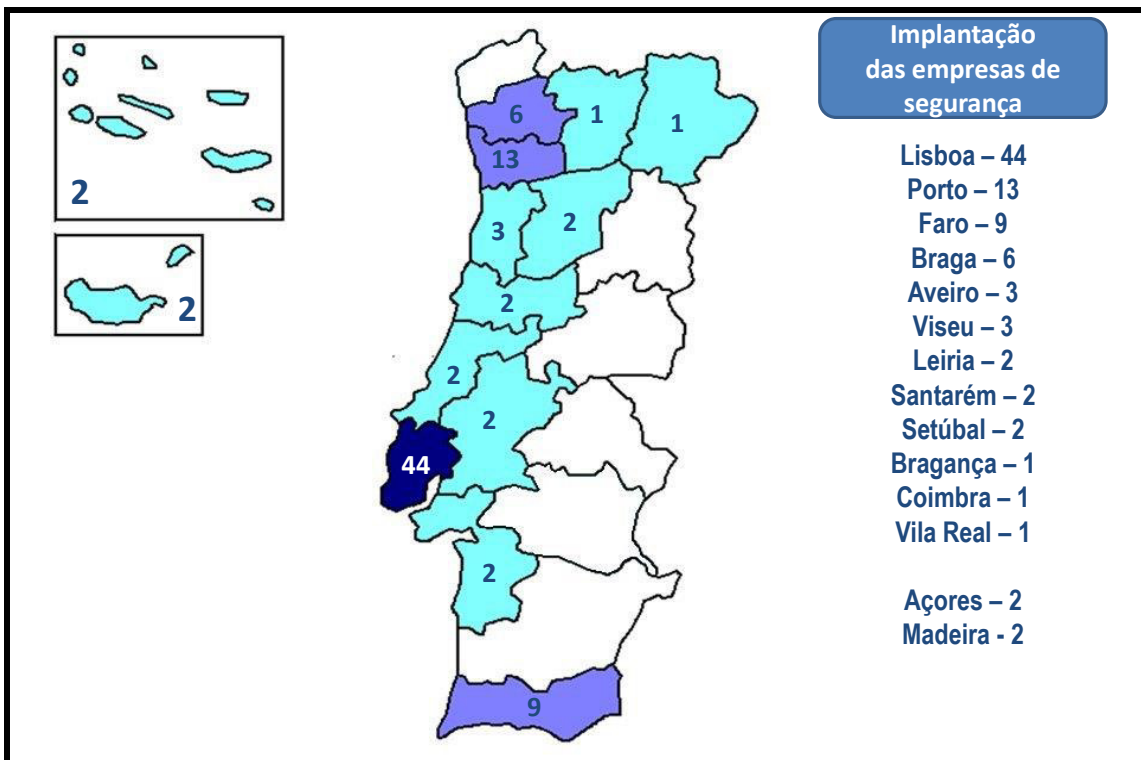 Implantação
das empresas de
segurança
Lisboa – 44
Porto – 13
Faro – 9
Braga – 6
Aveiro – 3
Viseu – 3
Leiria – 2
Santarém – 2
Setúbal – 2
Bragança – 1
Coimbra – 1
Vila Real – 1
Açores – 2
Madeira - 2
2
2
6
1
1
13
3
2
2
2
2
44
2
9